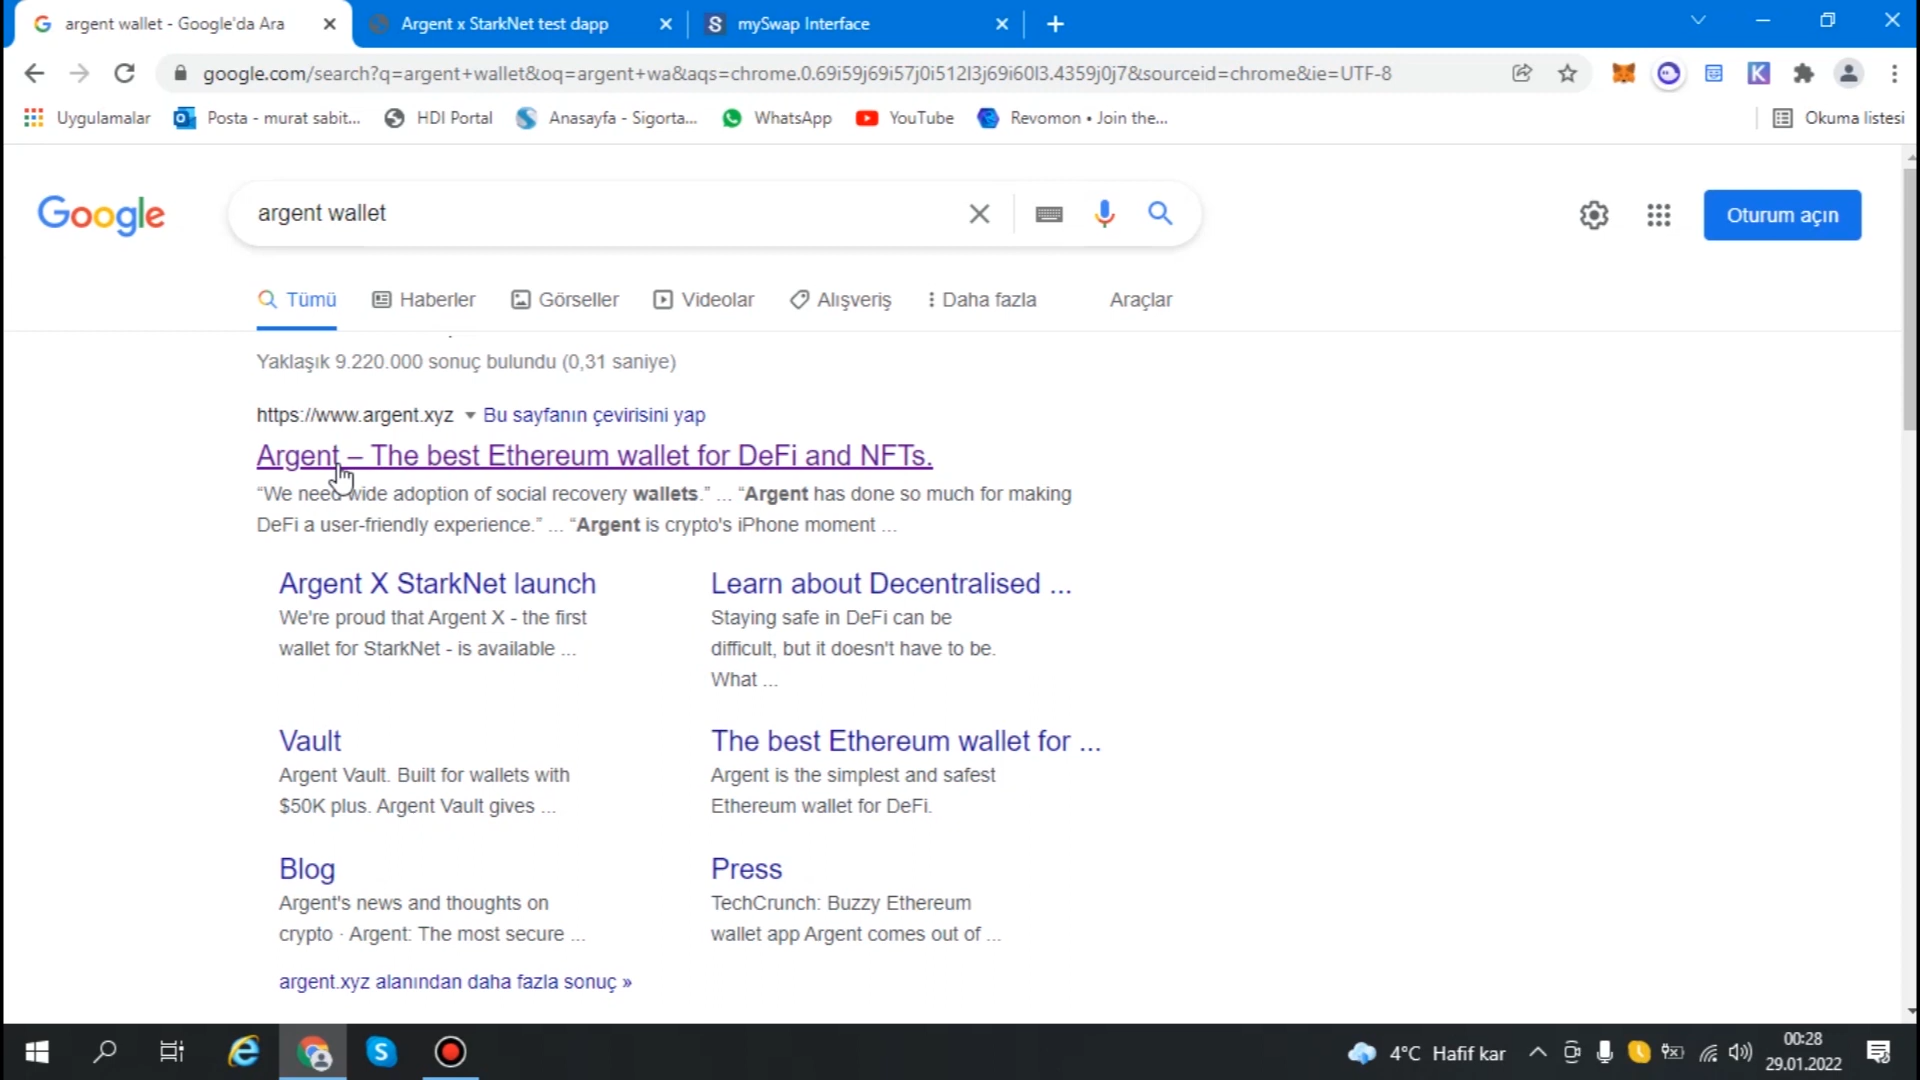 argent wallet - Google'da Ara
Argent x StarkNet test dapp
mySwap Interface
google.com/search?q=argent+wallet&oq=argent+wa&aqs=chrome.0.69i59j69i57j0i512l3j69i60l3.4359j0j7&sourceid=chrome&ie=UTF-8
Uygulamalar
Posta - murat sabit...
HDI Portal
Anasayfa - Sigorta...
WhatsApp
YouTube
Revomon • Join the...
Okuma listesi
Google
argent wallet
Oturum açın
Tümü
Haberler
Görseller
Videolar
Alışveriş
Daha fazla
Araçlar
Yaklaşık 9.220.000 sonuç bulundu (0,31 saniye)
https://www.argent.xyz
Bu sayfanın çevirisini yap
Argent – The best Ethereum wallet for DeFi and NFTs.
“We need wide adoption of social recovery wallets.” ... “Argent has done so much for making
DeFi a user-friendly experience.” ... “Argent is crypto's iPhone moment ...
Argent X StarkNet launch
We're proud that Argent X - the first
wallet for StarkNet - is available ...
Learn about Decentralised ...
Staying safe in DeFi can be
difficult, but it doesn't have to be.
What ...
Vault
Argent Vault. Built for wallets with
$50K plus. Argent Vault gives ...
The best Ethereum wallet for ...
Argent is the simplest and safest
Ethereum wallet for DeFi.
Blog
Argent's news and thoughts on
crypto · Argent: The most secure ...
Press
TechCrunch: Buzzy Ethereum
wallet app Argent comes out of ...
argent.xyz alanından daha fazla sonuç »
4°C Hafif kar
00:28
29.01.2022